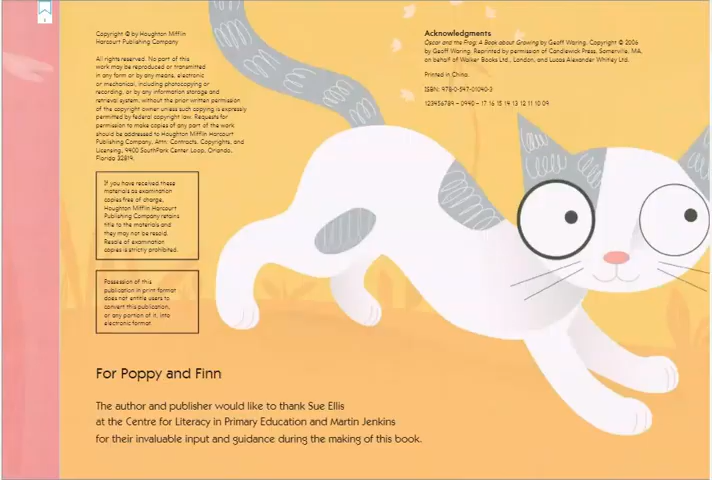 Copyright © by Houghton Mifflin
Harcourt Publishing Company
All rights reserved. No part of this
work may be reproduced or transmitted
in any form or by any means, electronic
or mechanical, including photocopying or
recording, or by any information storage and
retrieval system, without the prior written permission
of the copyright owner unless such copying is expressly
permitted by federal copyright law. Requests for
permission to make copies of any part of the work
should be addressed to Houghton Mifflin Harcourt
Publishing Company, Attn: Contracts, Copyrights, and
Licensing, 9400 SouthPark Center Loop, Orlando,
Florida 32819.
If you have received these
materials as examination
copies free of charge,
Houghton Mifflin Harcourt
Publishing Company retains
title to the materials and
they may not be resold.
Resale of examination
copies is strictly prohibited.
Possession of this
publication in print format
does not entitle users to
convert this publication,
or any portion of it, into
electronic format.
For Poppy and Finn
The author and publisher would like to thank Sue Ellis
at the Centre for Literacy in Primary Education and Martin Jenkins
for their invaluable input and guidance during the making of this book.
Acknowledgments
Oscar and the Frog: A Book about Growing by Geoff Waring. Copyright © 2006
by Geoff Waring. Reprinted by permission of Candlewick Press, Somerville, MA,
on behalf of Walker Books Ltd., London, and Lucas Alexander Whitley Ltd.
Printed in China
ISBN: 978-0-547-01040-3
123456789 – 0940 – 17 16 15 14 13 12 11 10 09